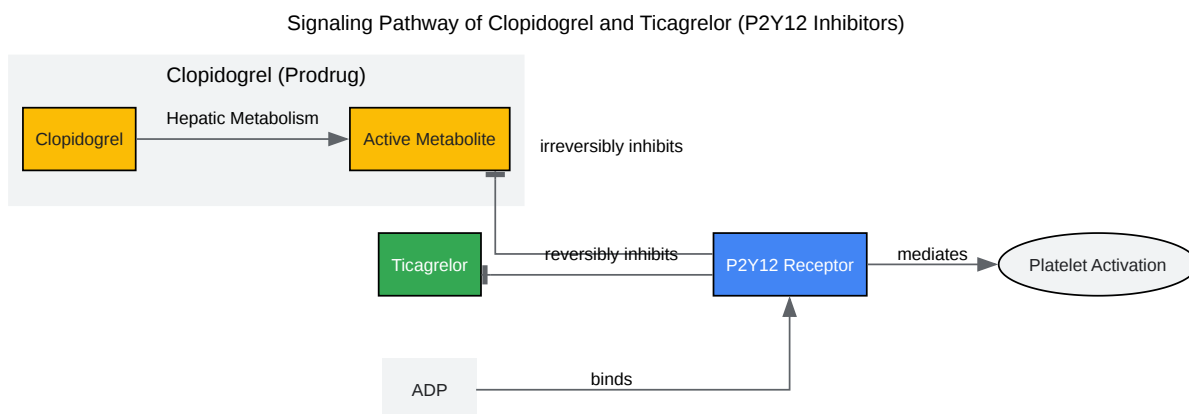 Signaling Pathway of Clopidogrel and Ticagrelor (P2Y12 Inhibitors)
Clopidogrel (Prodrug)
Clopidogrel
Hepatic Metabolism
Active Metabolite
irreversibly inhibits
Ticagrelor
reversibly inhibits
P2Y12 Receptor
mediates
Platelet Activation
ADP
binds